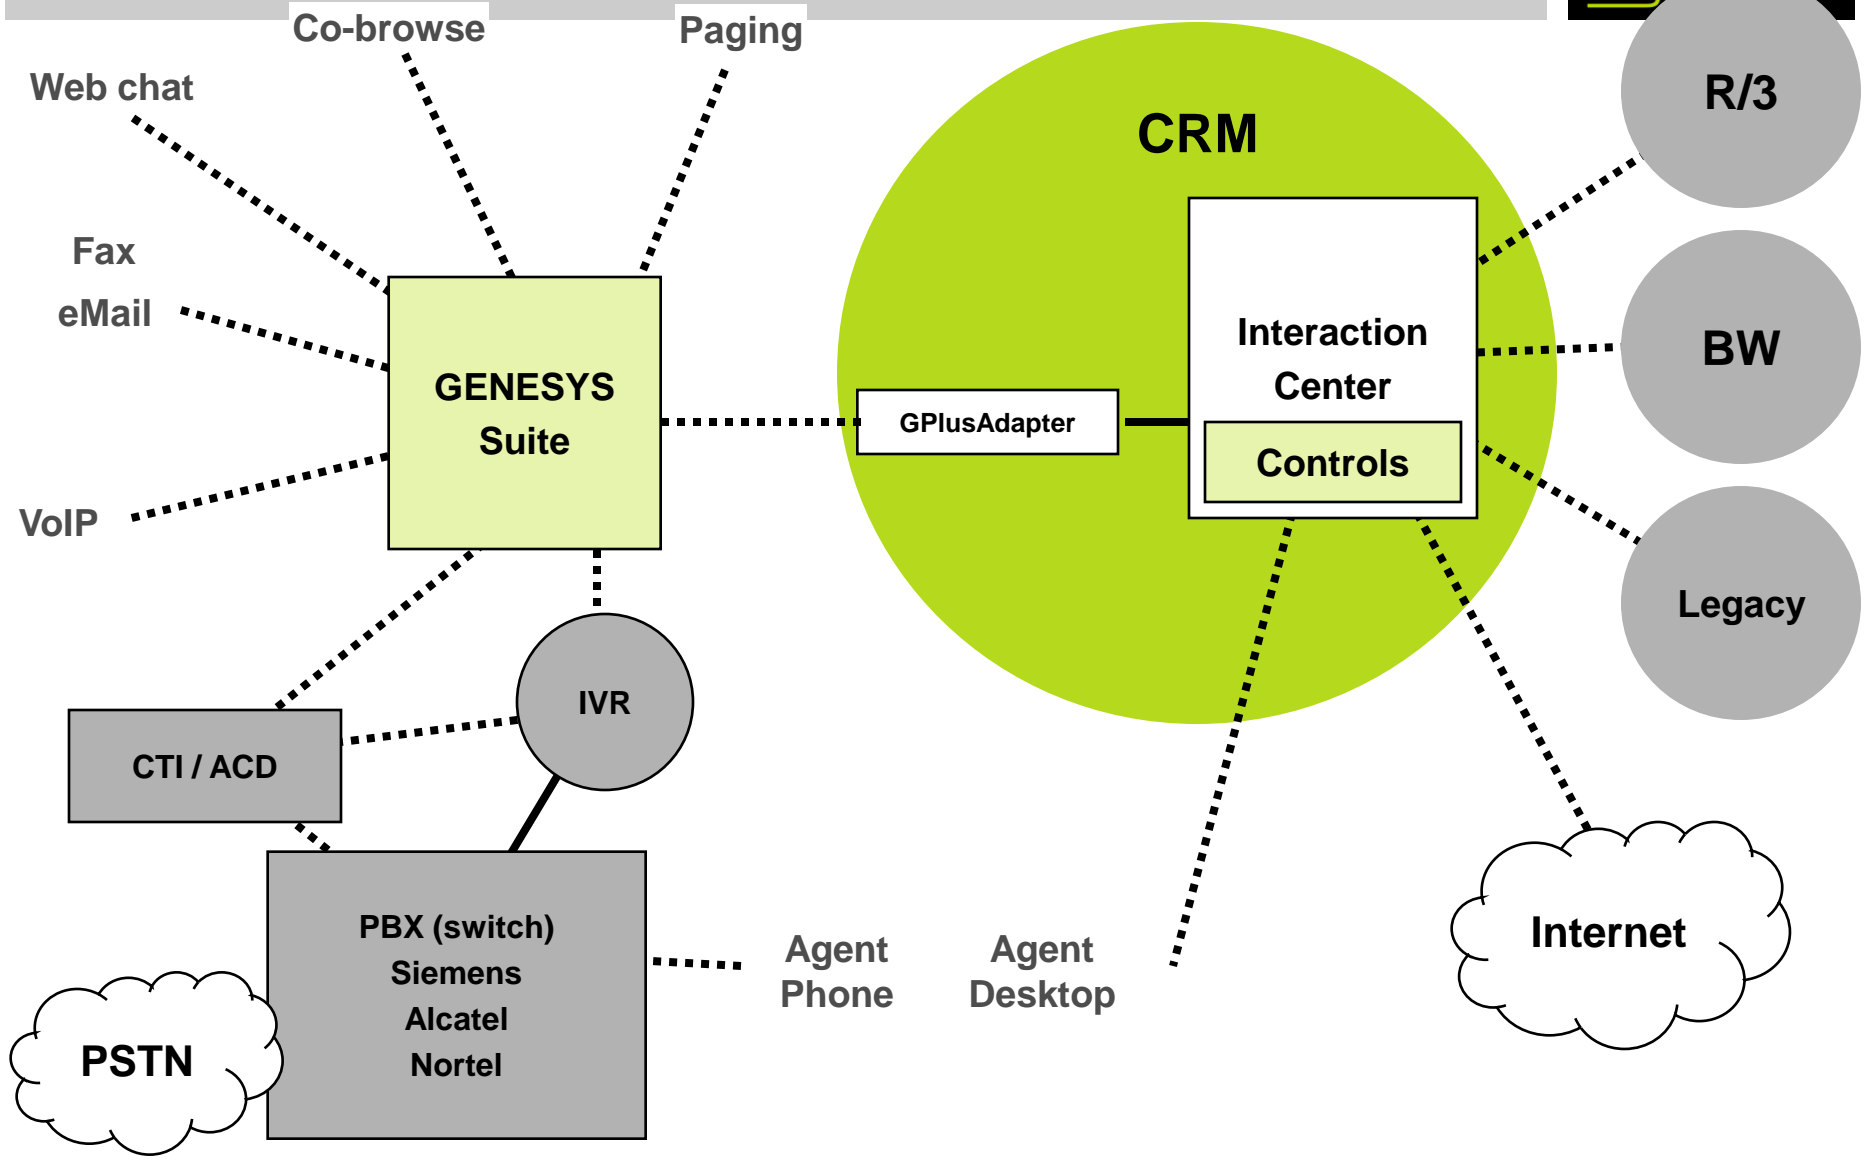 Co-browse
Paging
Web chat
R/3
CRM
Fax
eMail
Interaction
Center
BW
GENESYS
Suite
GPlusAdapter
Controls
VoIP
Legacy
IVR
CTI / ACD
PBX (switch)
Siemens
Alcatel
Nortel
Agent
Phone
Agent
Desktop
Internet
PSTN